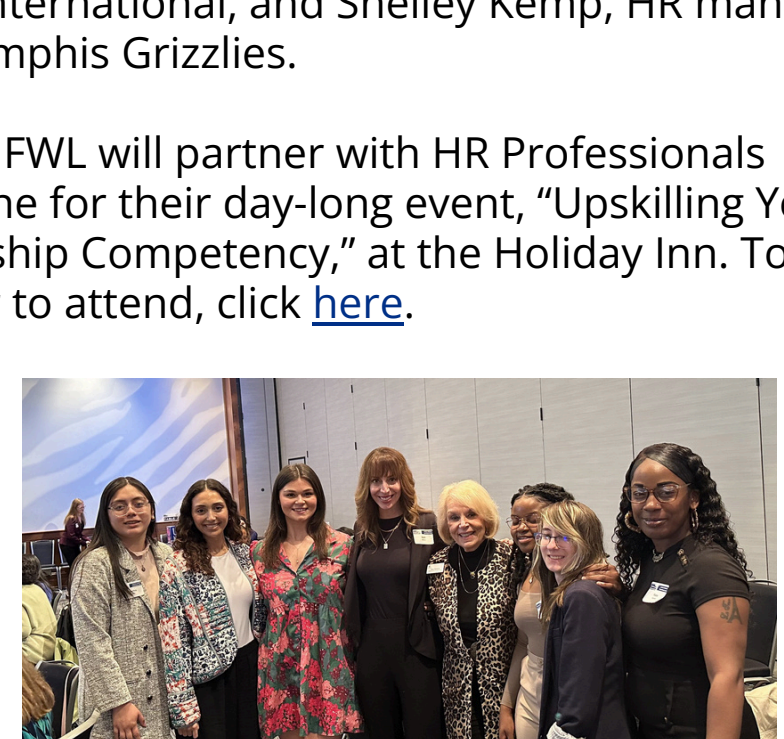 nternational, and Shelley Kemp, HR man
mphis Grizzlies.
FWL will partner with HR Professionals
ne for their day-long event, “Upskilling Yo
ship Competency,” at the Holiday Inn. To
to attend, click here.